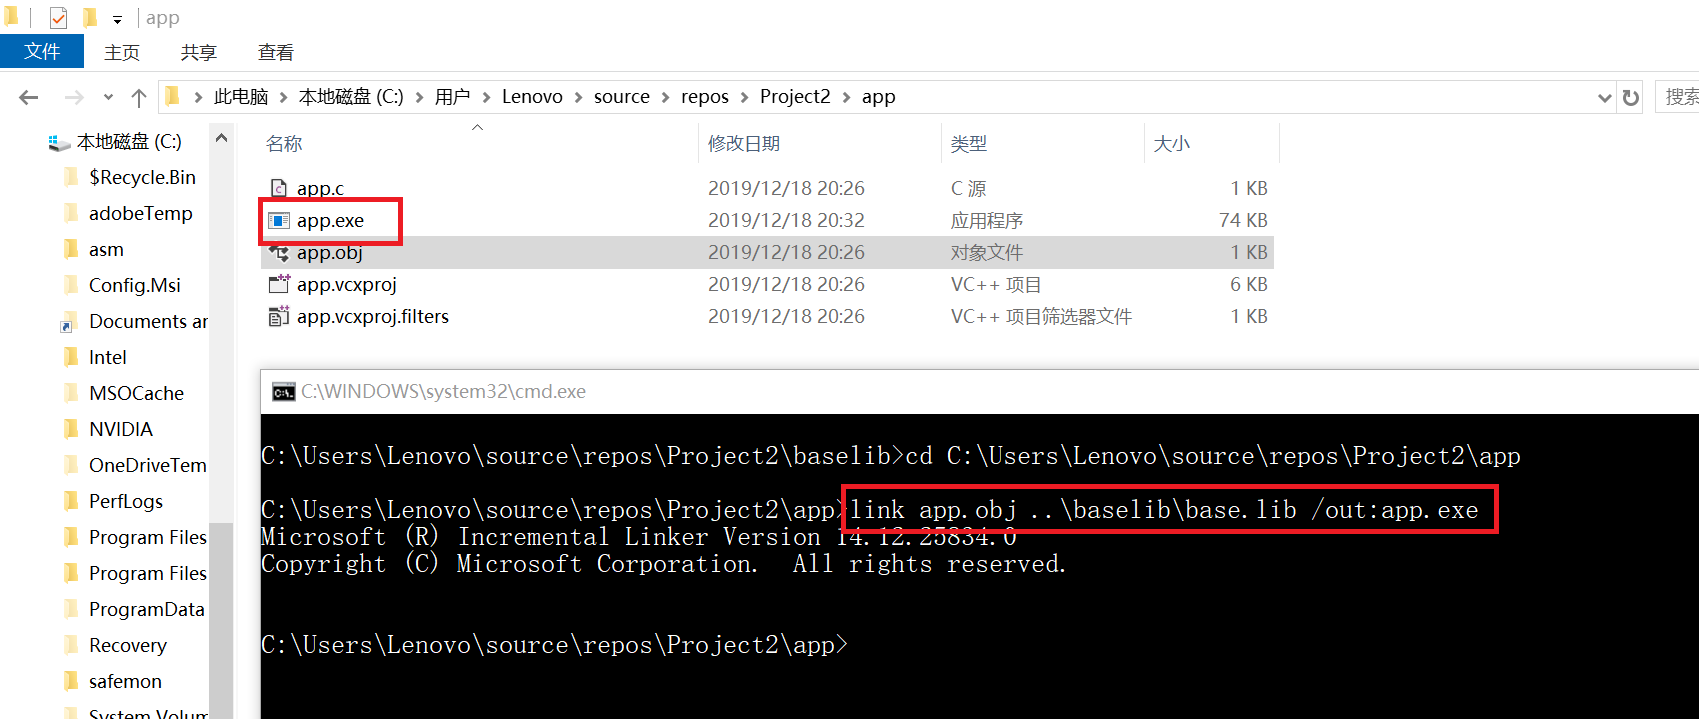 app
文件 主页 共享 查看
此电脑 本地磁盘 (C:) 用户 Lenovo source repos Project2 app 搜索
本地磁盘 (C:)
$Recycle.Bin
adobeTemp
asm
Config.Msi
Documents ar
Intel
MSOCache
NVIDIA
OneDriveTem
PerfLogs
Program Files
Program Files
ProgramData
Recovery
safemon
System Volum
名称 修改日期 类型 大小
app.c 2019/12/18 20:26 C 源 1 KB
app.exe 2019/12/18 20:32 应用程序 74 KB
app.obj 2019/12/18 20:26 对象文件 1 KB
app.vcxproj 2019/12/18 20:26 VC++ 项目 6 KB
app.vcxproj.filters 2019/12/18 20:26 VC++ 项目筛选器文件 1 KB
C:\WINDOWS\system32\cmd.exe
C:\Users\Lenovo\source\repos\Project2\baselib>cd C:\Users\Lenovo\source\repos\Project2\app
C:\Users\Lenovo\source\repos\Project2\app>link app.obj ..\baselib\base.lib /out:app.exe
Microsoft (R) Incremental Linker Version 14.12.25834.0
Copyright (C) Microsoft Corporation.  All rights reserved.
C:\Users\Lenovo\source\repos\Project2\app>